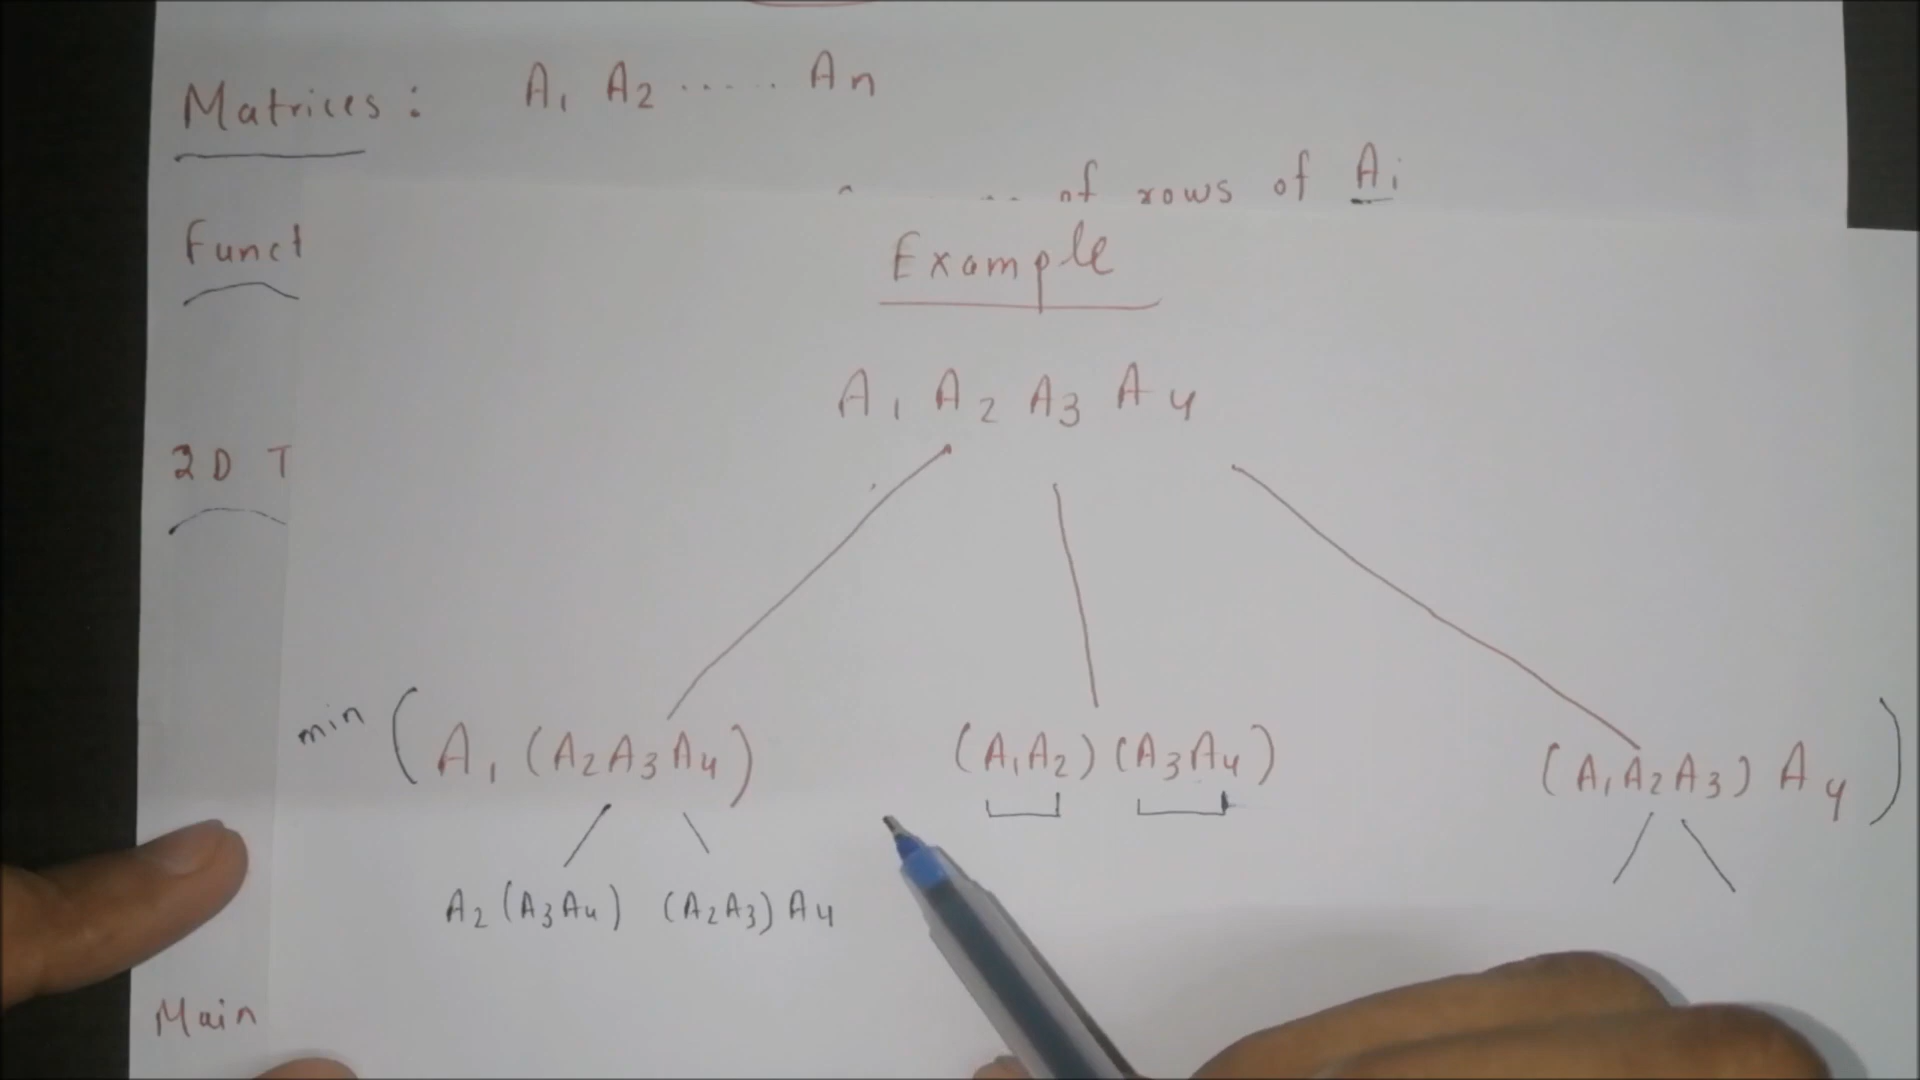 Matrices: A1 A2 ..... An
of rows of Ai
Funct
Example
A1 A2 A3 A4
2D T
min ( A1 (A2A3A4) (A1A2)(A3A4) (A1A2A3) A4 )
A2 (A3A4) (A2A3) A4
Main